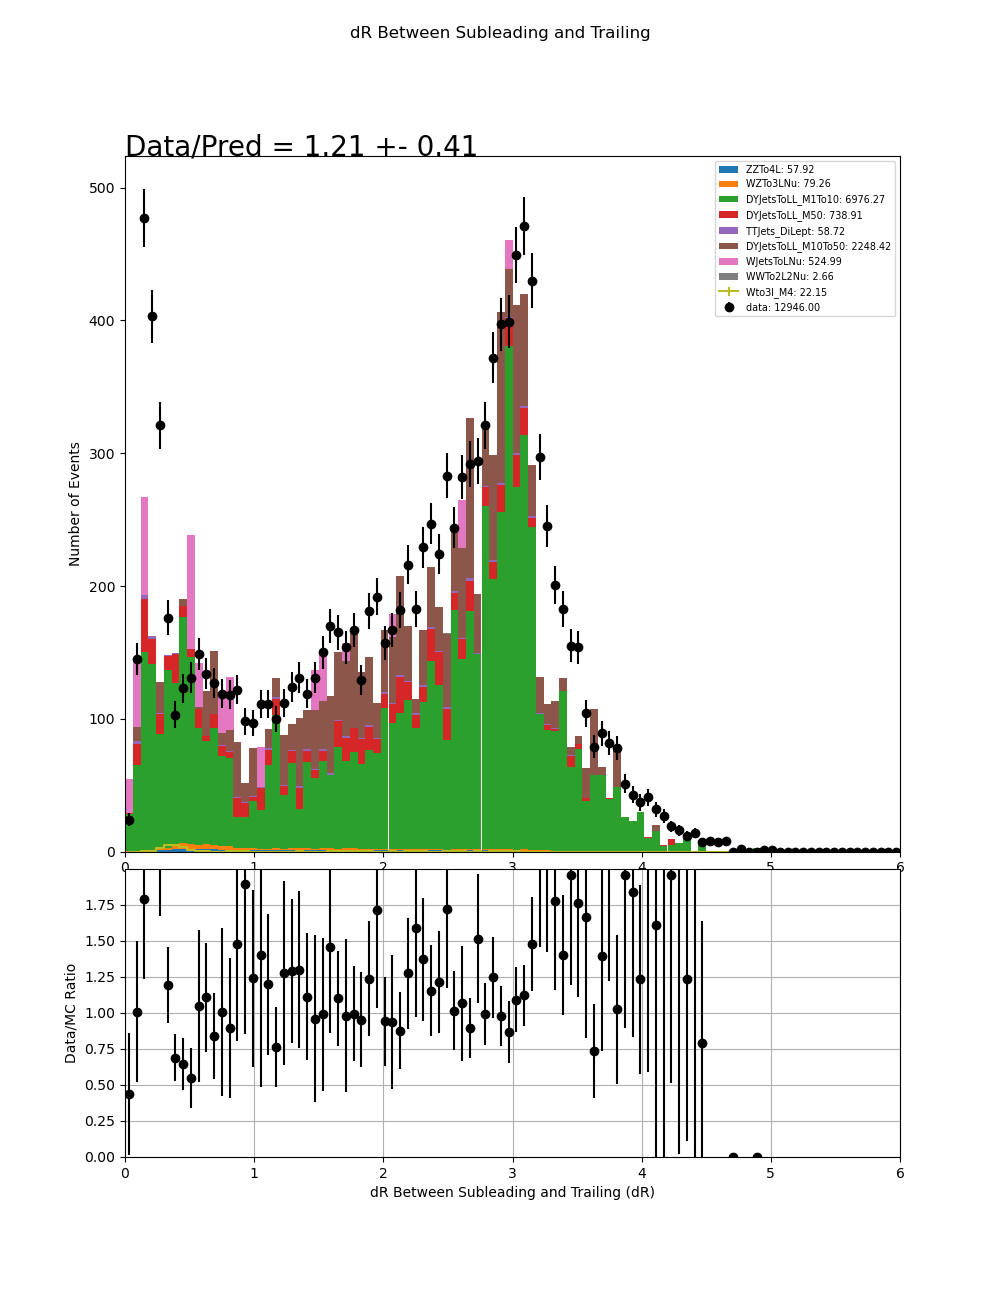 dR Between Subleading and Trailing
Data/Pred = 1.21 +- 0.41
ZZTo4L: 57.92
WZTo3LNu: 79.26
DYJetsToLL_M1To10: 6976.27
DYJetsToLL_M50: 738.91
TTJets_DiLept: 58.72
DYJetsToLL_M10To50: 2248.42
WJetsToLNu: 524.99
WWTo2L2Nu: 2.66
Wto3l_M4: 22.15
data: 12946.00
Number of Events
500
400
300
200
100
0
0 1 2 3 4 5 6
Data/MC Ratio
1.75
1.50
1.25
1.00
0.75
0.50
0.25
0.00
0 1 2 3 4 5 6
dR Between Subleading and Trailing (dR)